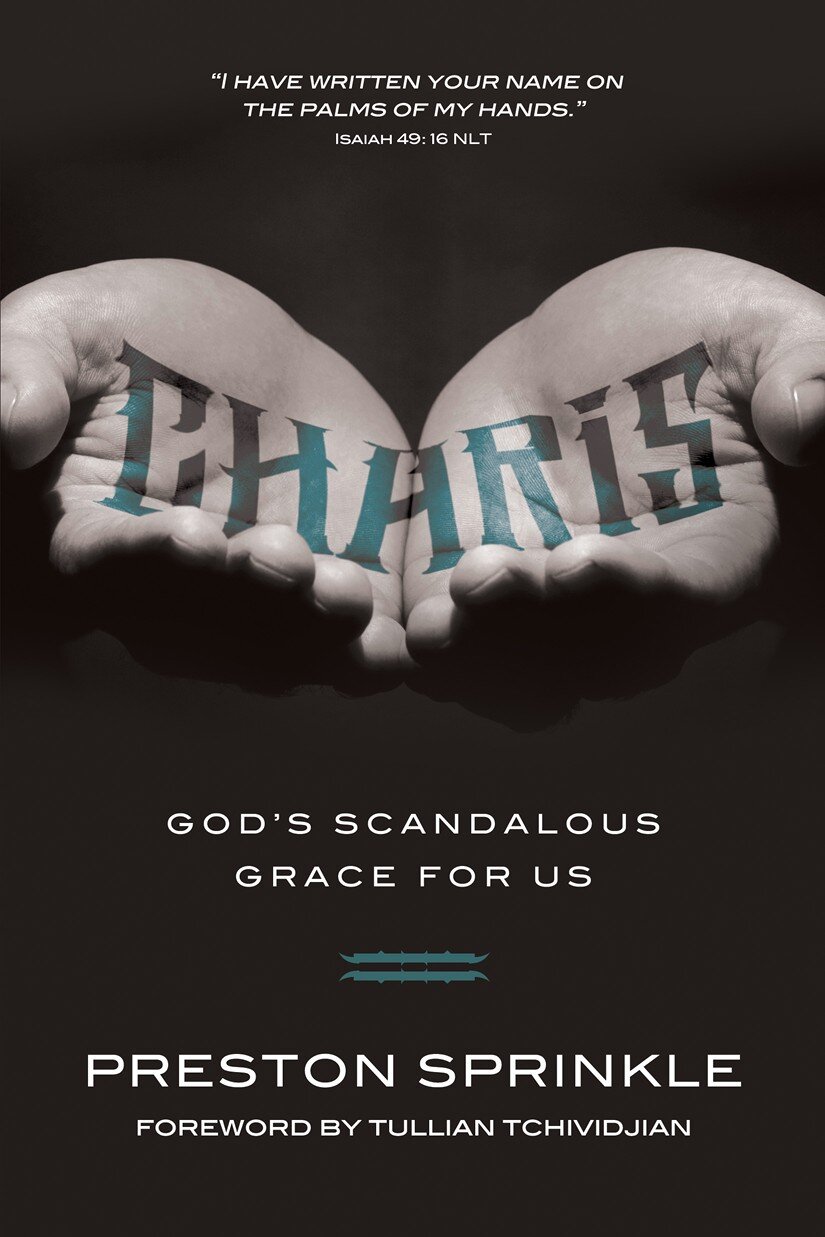 “I HAVE WRITTEN YOUR NAME ON
THE PALMS OF MY HANDS.”
ISAIAH 49:16 NLT
CHARIS
GOD’S SCANDALOUS
GRACE FOR US
PRESTON SPRINKLE
FOREWORD BY TULLIAN TCHIVIDJIAN